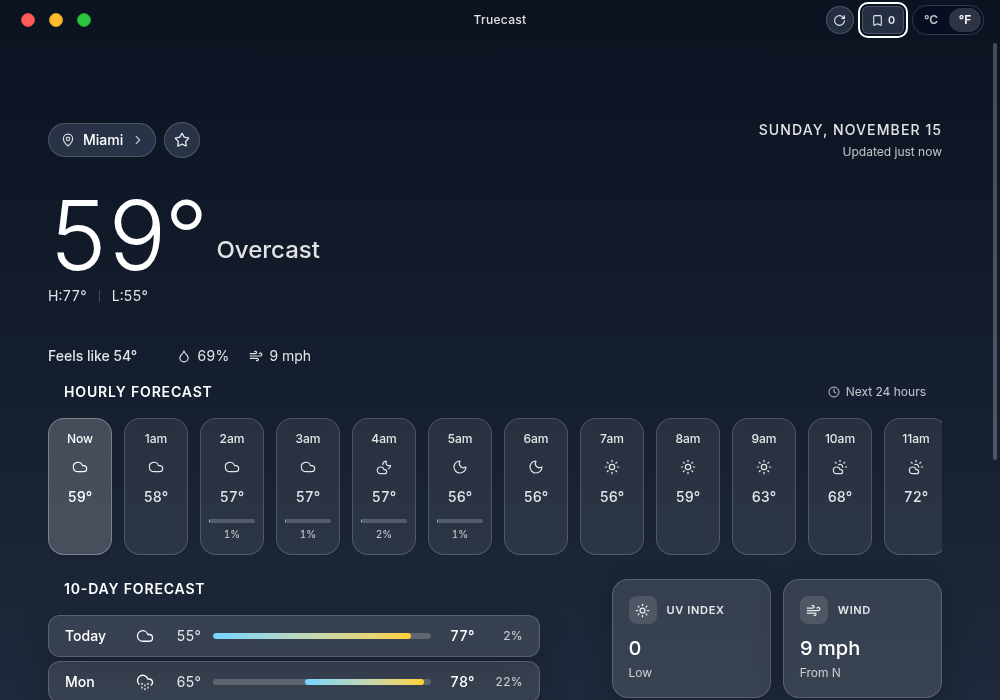 Truecast
0
°C °F
Miami
SUNDAY, NOVEMBER 15
Updated just now
59° Overcast
H:77° L:55°
Feels like 54° 69% 9 mph
HOURLY FORECAST
Next 24 hours
Now 1am 2am 3am 4am 5am 6am 7am 8am 9am 10am 11am
59° 58° 57° 57° 57° 56° 56° 56° 59° 63° 68° 72°
1% 1% 2% 1%
10-DAY FORECAST
Today 55° 77° 2%
Mon 65° 78° 22%
UV INDEX
0
Low
WIND
9 mph
From N